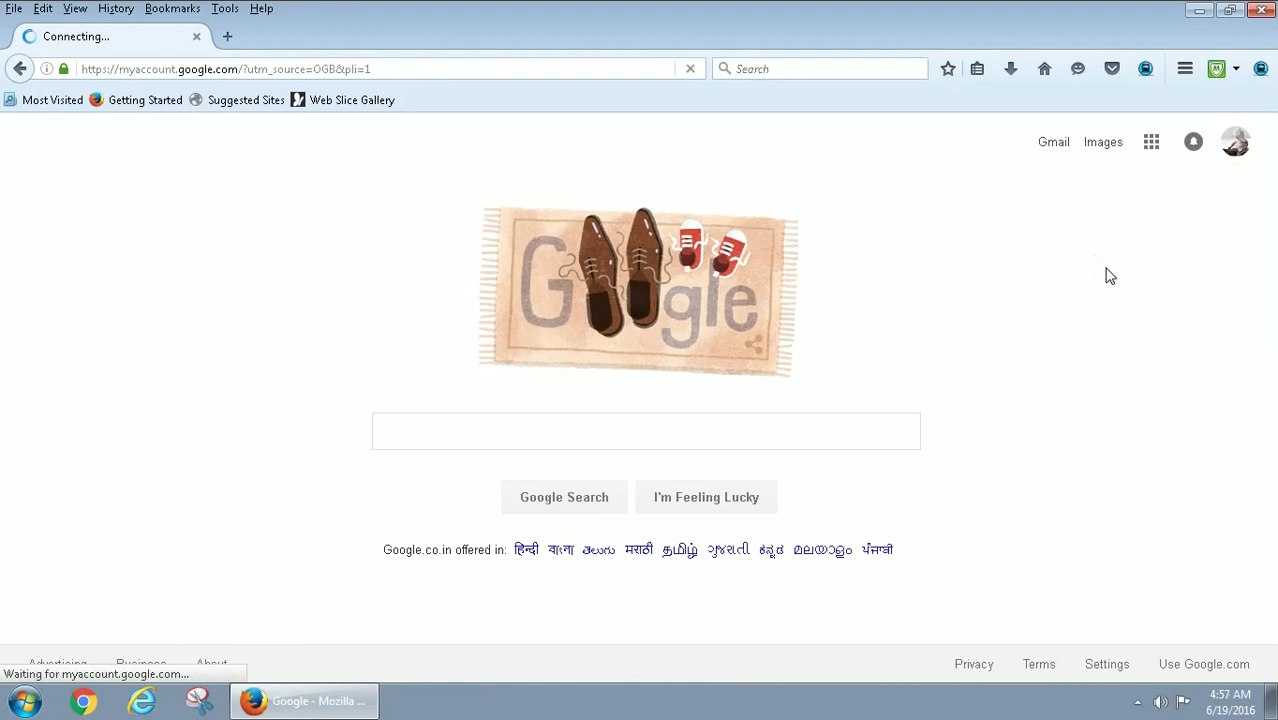 File Edit View History Bookmarks Tools Help
Connecting...
https://myaccount.google.com/?utm_source=OGB&pli=1
Search
Most Visited Getting Started Suggested Sites Web Slice Gallery
Gmail Images
Google
Google Search I'm Feeling Lucky
Google.co.in offered in: हिन्दी বাংলা తెలుగు मराठी தமிழ் ગુજરાતી ಕನ್ನಡ മലയാളം ਪੰਜਾਬੀ
Advertising Business About Privacy Terms Settings Use Google.com
Waiting for myaccount.google.com...
Google - Mozilla ...
4:57 AM
6/19/2016